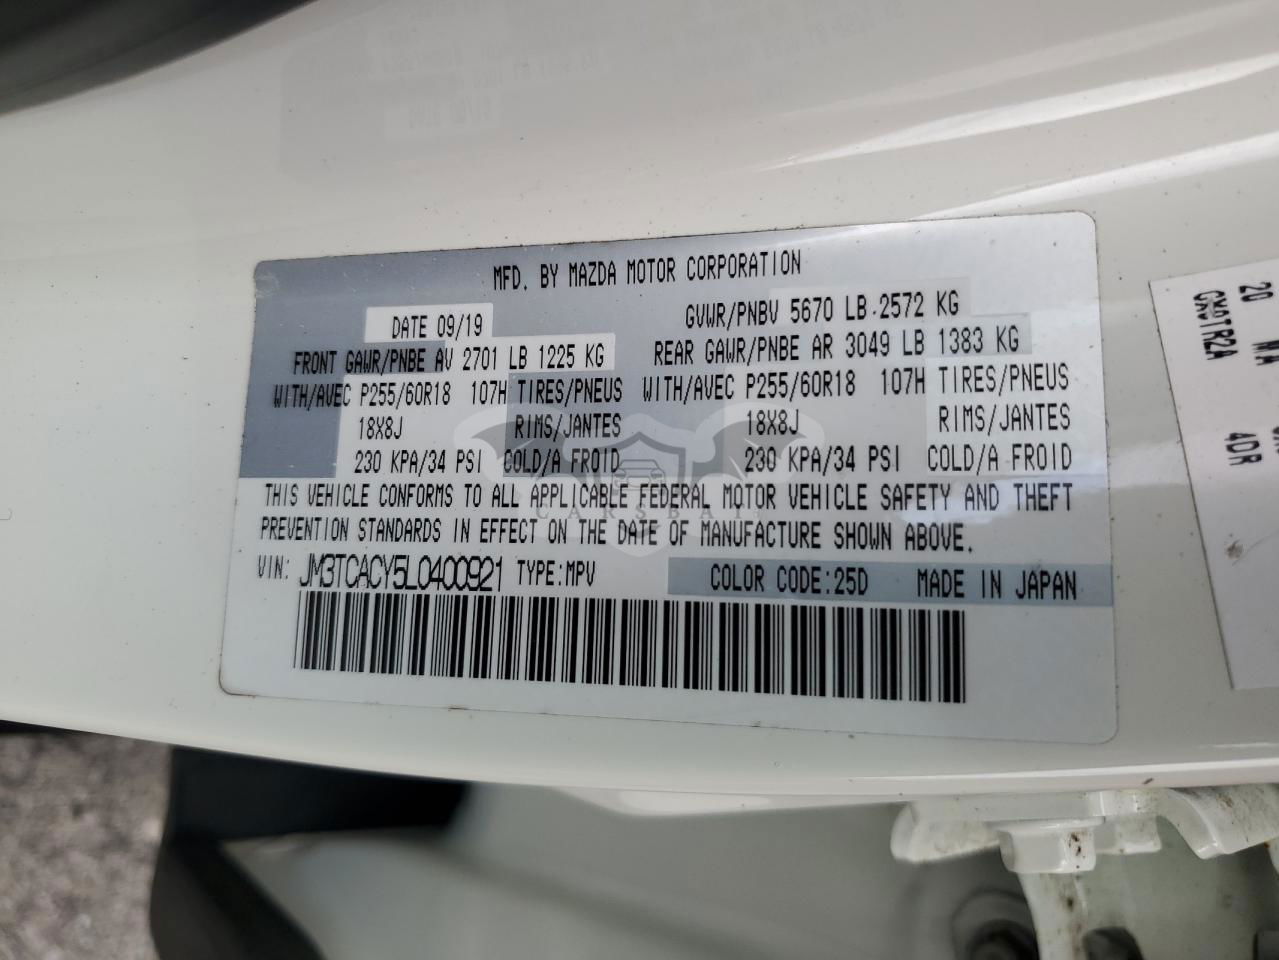 MFD. BY MAZDA MOTOR CORPORATION
DATE 09/19 GVWR/PNBV 5670 LB 2572 KG
FRONT GAWR/PNBE AV 2701 LB 1225 KG REAR GAWR/PNBE AR 3049 LB 1383 KG
WITH/AVEC P255/60R18 107H TIRES/PNEUS WITH/AVEC P255/60R18 107H TIRES/PNEUS
18X8J RIMS/JANTES 18X8J RIMS/JANTES
230 KPA/34 PSI COLD/A FROID 230 KPA/34 PSI COLD/A FROID
THIS VEHICLE CONFORMS TO ALL APPLICABLE FEDERAL MOTOR VEHICLE SAFETY AND THEFT
PREVENTION STANDARDS IN EFFECT ON THE DATE OF MANUFACTURE SHOWN ABOVE.
VIN: JM3TCACY5L0400921 TYPE:MPV COLOR CODE:25D MADE IN JAPAN
CARSBAT
20
4DR